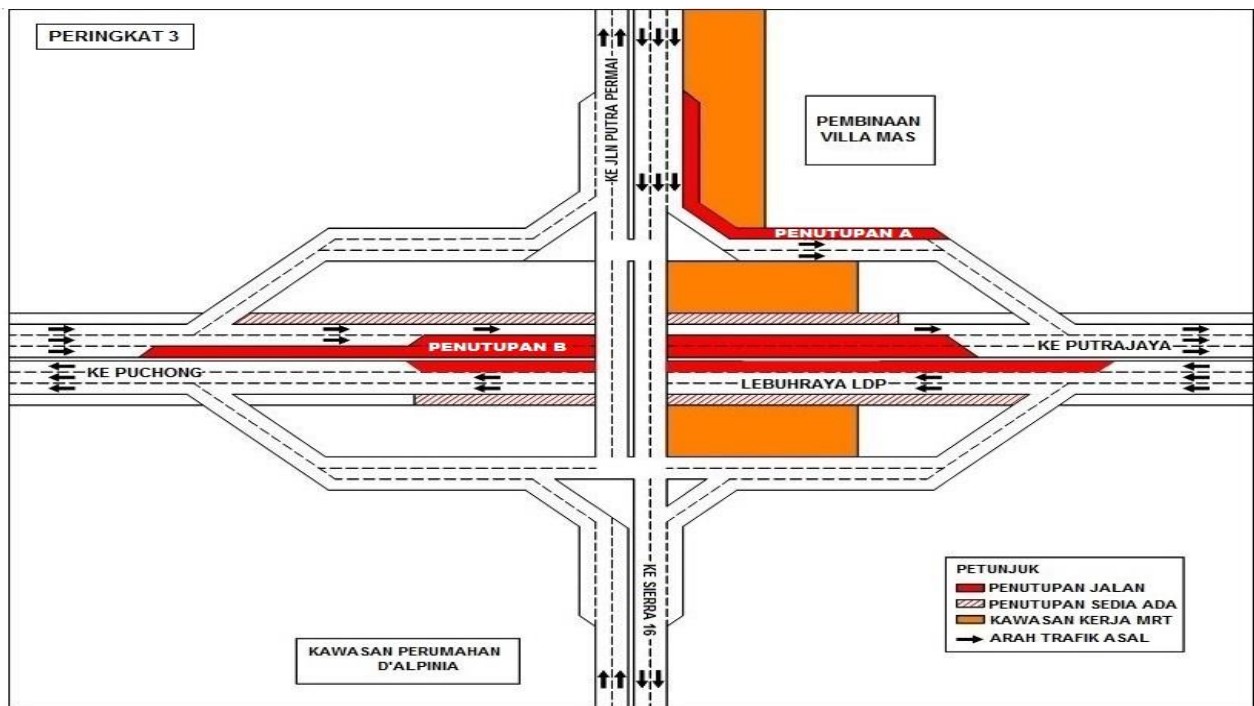 PERINGKAT 3
KE JLN PUTRA PERMAI
PEMBINAAN
VILLA MAS
PENUTUPAN A
PENUTUPAN B
KE PUTRAJAYA
KE PUCHONG
LEBUHRAYA LDP
KE SIERRA 16
KAWASAN PERUMAHAN
D'ALPINIA
PETUNJUK
PENUTUPAN JALAN
PENUTUPAN SEDIA ADA
KAWASAN KERJA MRT
ARAH TRAFIK ASAL